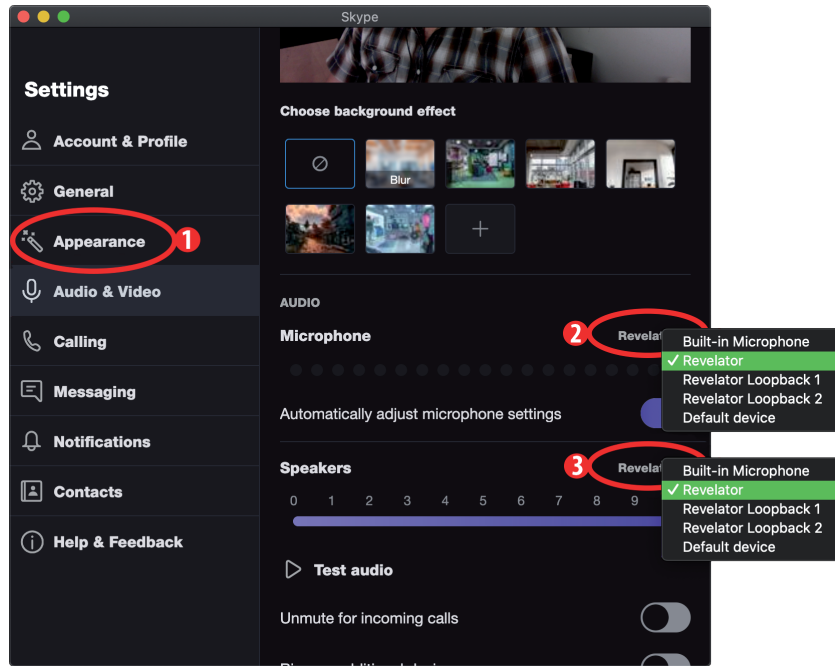 Skype
Settings
Account & Profile
General
Appearance
1
Audio & Video
Calling
Messaging
Notifications
Contacts
Help & Feedback
Choose background effect
Blur
AUDIO
Microphone
2
Built-in Microphone
✓ Revelator
Revelator Loopback 1
Revelator Loopback 2
Default device
Automatically adjust microphone settings
Speakers
3
Built-in Microphone
✓ Revelator
Revelator Loopback 1
Revelator Loopback 2
Default device
0 1 2 3 4 5 6 7 8 9
Test audio
Unmute for incoming calls